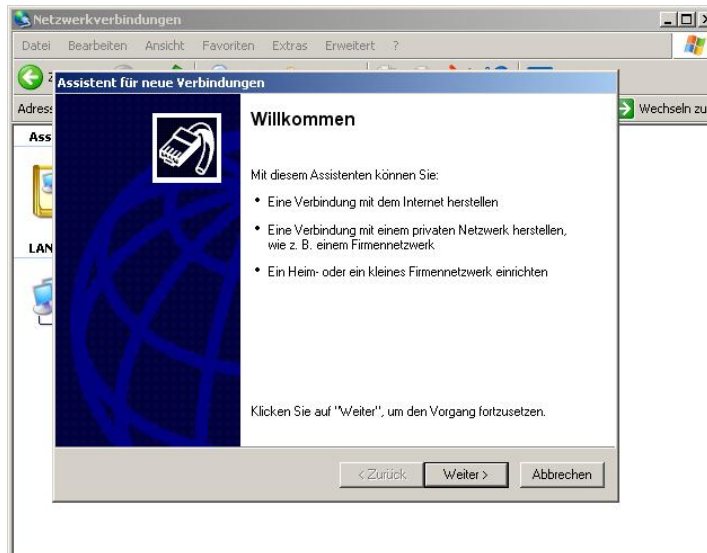 Netzwerkverbindungen
Datei Bearbeiten Ansicht Favoriten Extras Erweitert ?
Assistent für neue Verbindungen
Adress
Wechseln zu
Ass
LAN
Willkommen
Mit diesem Assistenten können Sie:
• Eine Verbindung mit dem Internet herstellen
• Eine Verbindung mit einem privaten Netzwerk herstellen,
wie z. B. einem Firmennetzwerk
• Ein Heim- oder ein kleines Firmennetzwerk einrichten
Klicken Sie auf "Weiter", um den Vorgang fortzusetzen.
< Zurück Weiter > Abbrechen